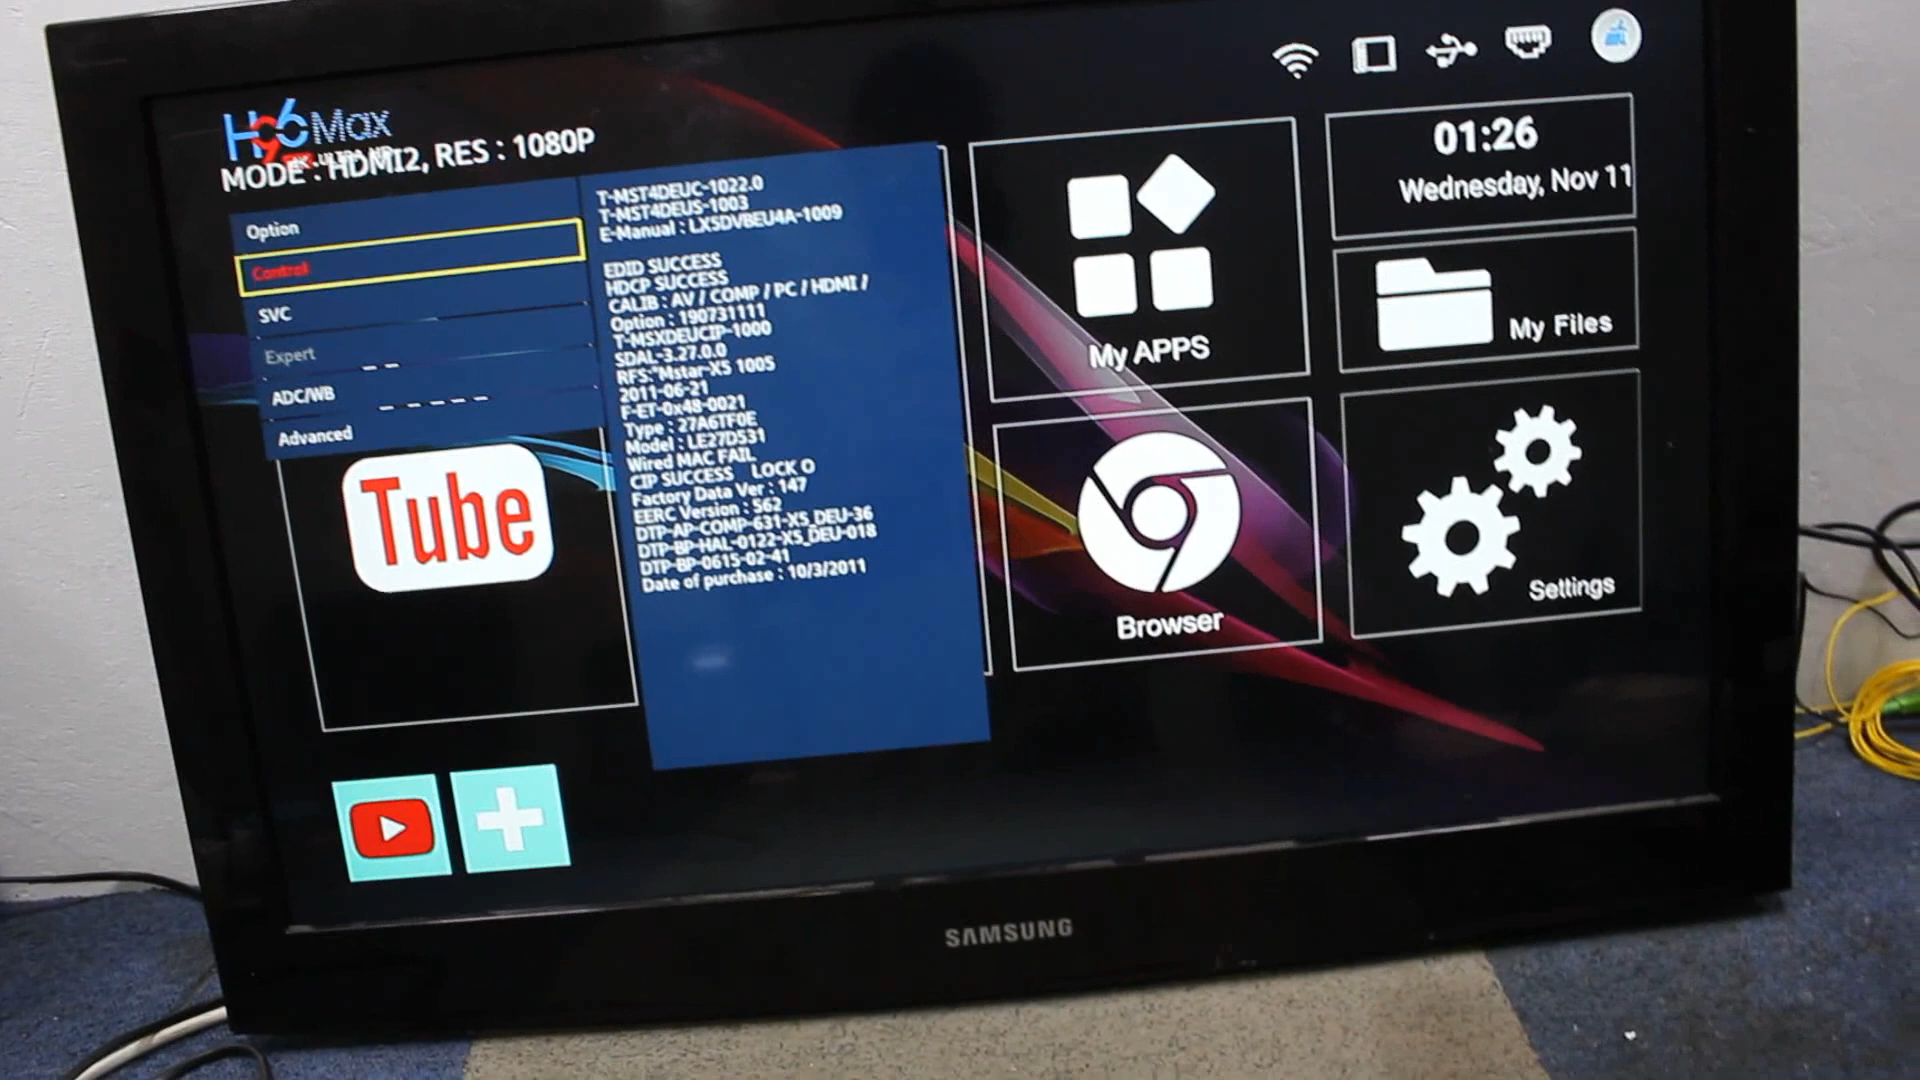 H96 Max
4K ULTRA HD
MODE : HDMI2, RES : 1080P
Option
Control
SVC
Expert
ADC/WB
Advanced
T-MST4DEUC-1022.0
T-MST4DEUS-1003
E-Manual : LXSDVBEU4A-1009
EDID SUCCESS
HDCP SUCCESS
CALIB : AV / COMP / PC / HDMI /
Option : 190731111
T-MSXDEUCIP-1000
SDAL-3.27.0.0
RFS:"Mstar-X5 1005
2011-06-21
F-ET-0x48-0021
Type : 27A6TF0E
Model : LE27D531
Wired MAC FAIL
CIP SUCCESS LOCK O
Factory Data Ver : 147
EERC Version : 562
DTP-AP-COMP-631-X5_DEU-36
DTP-BP-HAL-0122-X5_DEU-018
DTP-BP-0615-02-41
Date of purchase : 10/3/2011
Tube
My APPS
01:26
Wednesday, Nov 11
My Files
Browser
Settings
SAMSUNG